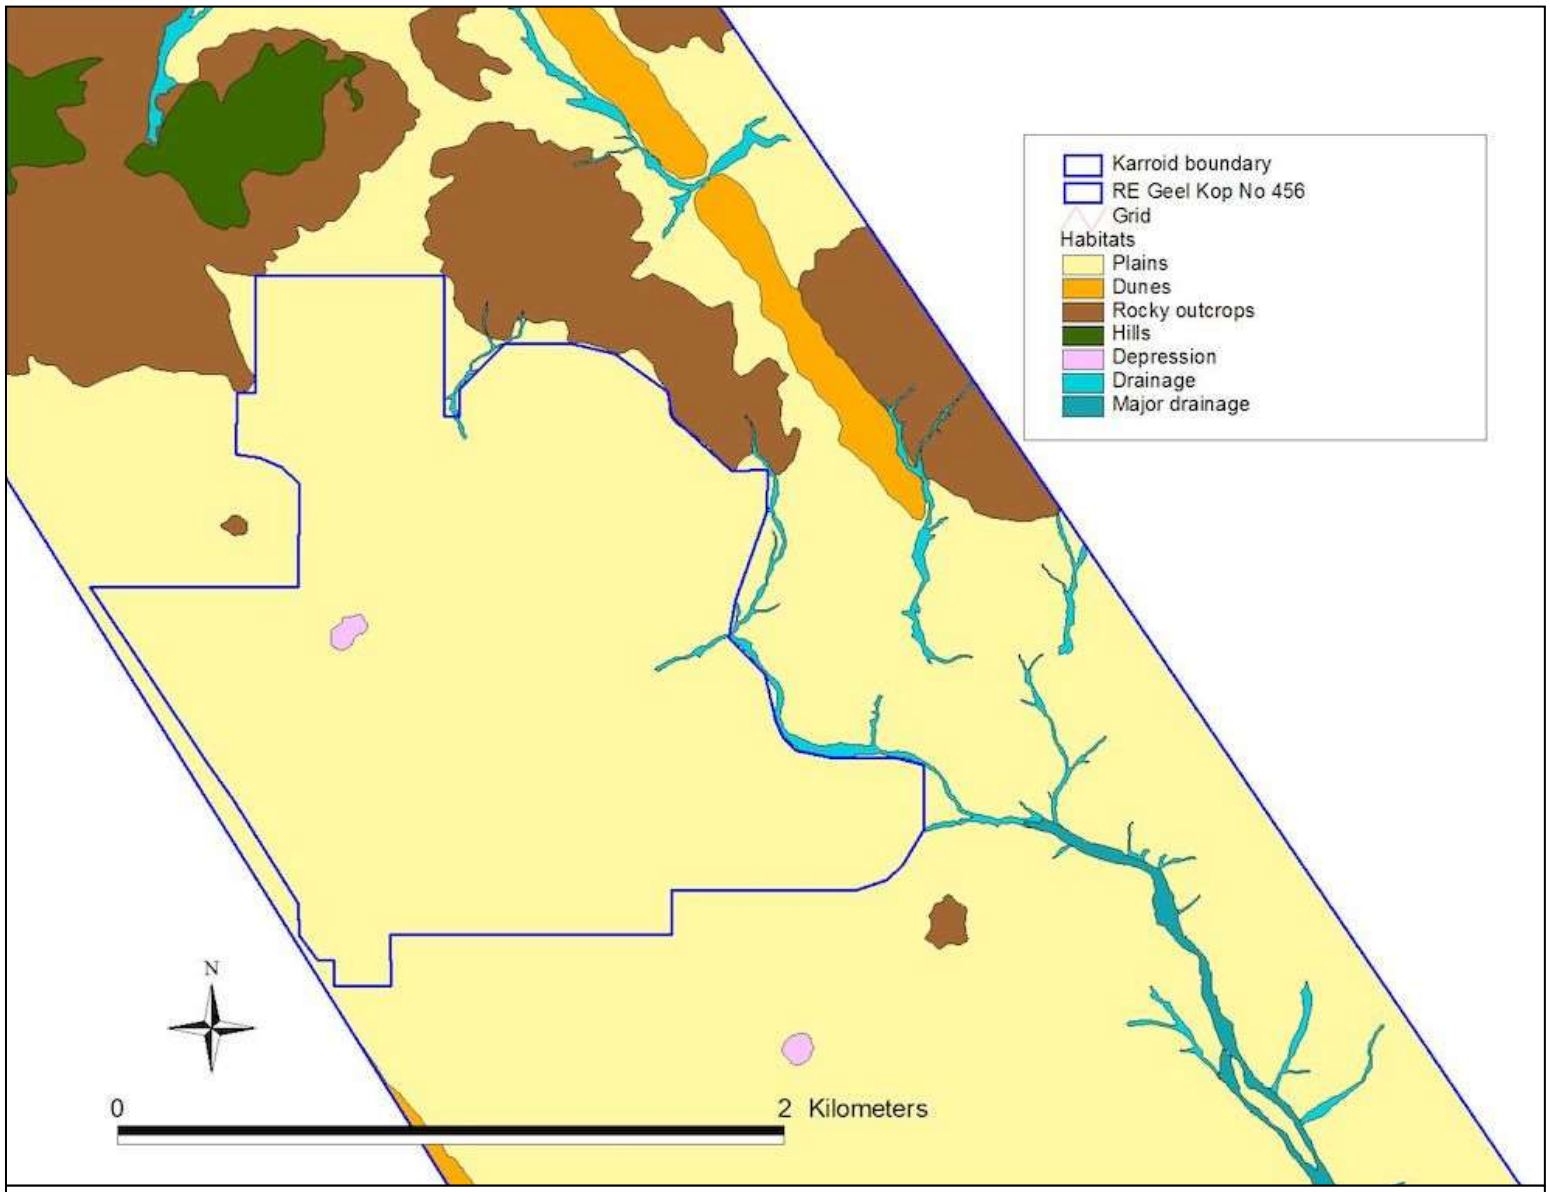 Karroid boundary
RE Geel Kop No 456
Grid
Habitats
Plains
Dunes
Rocky outcrops
Hills
Depression
Drainage
Major drainage
N
0 2 Kilometers